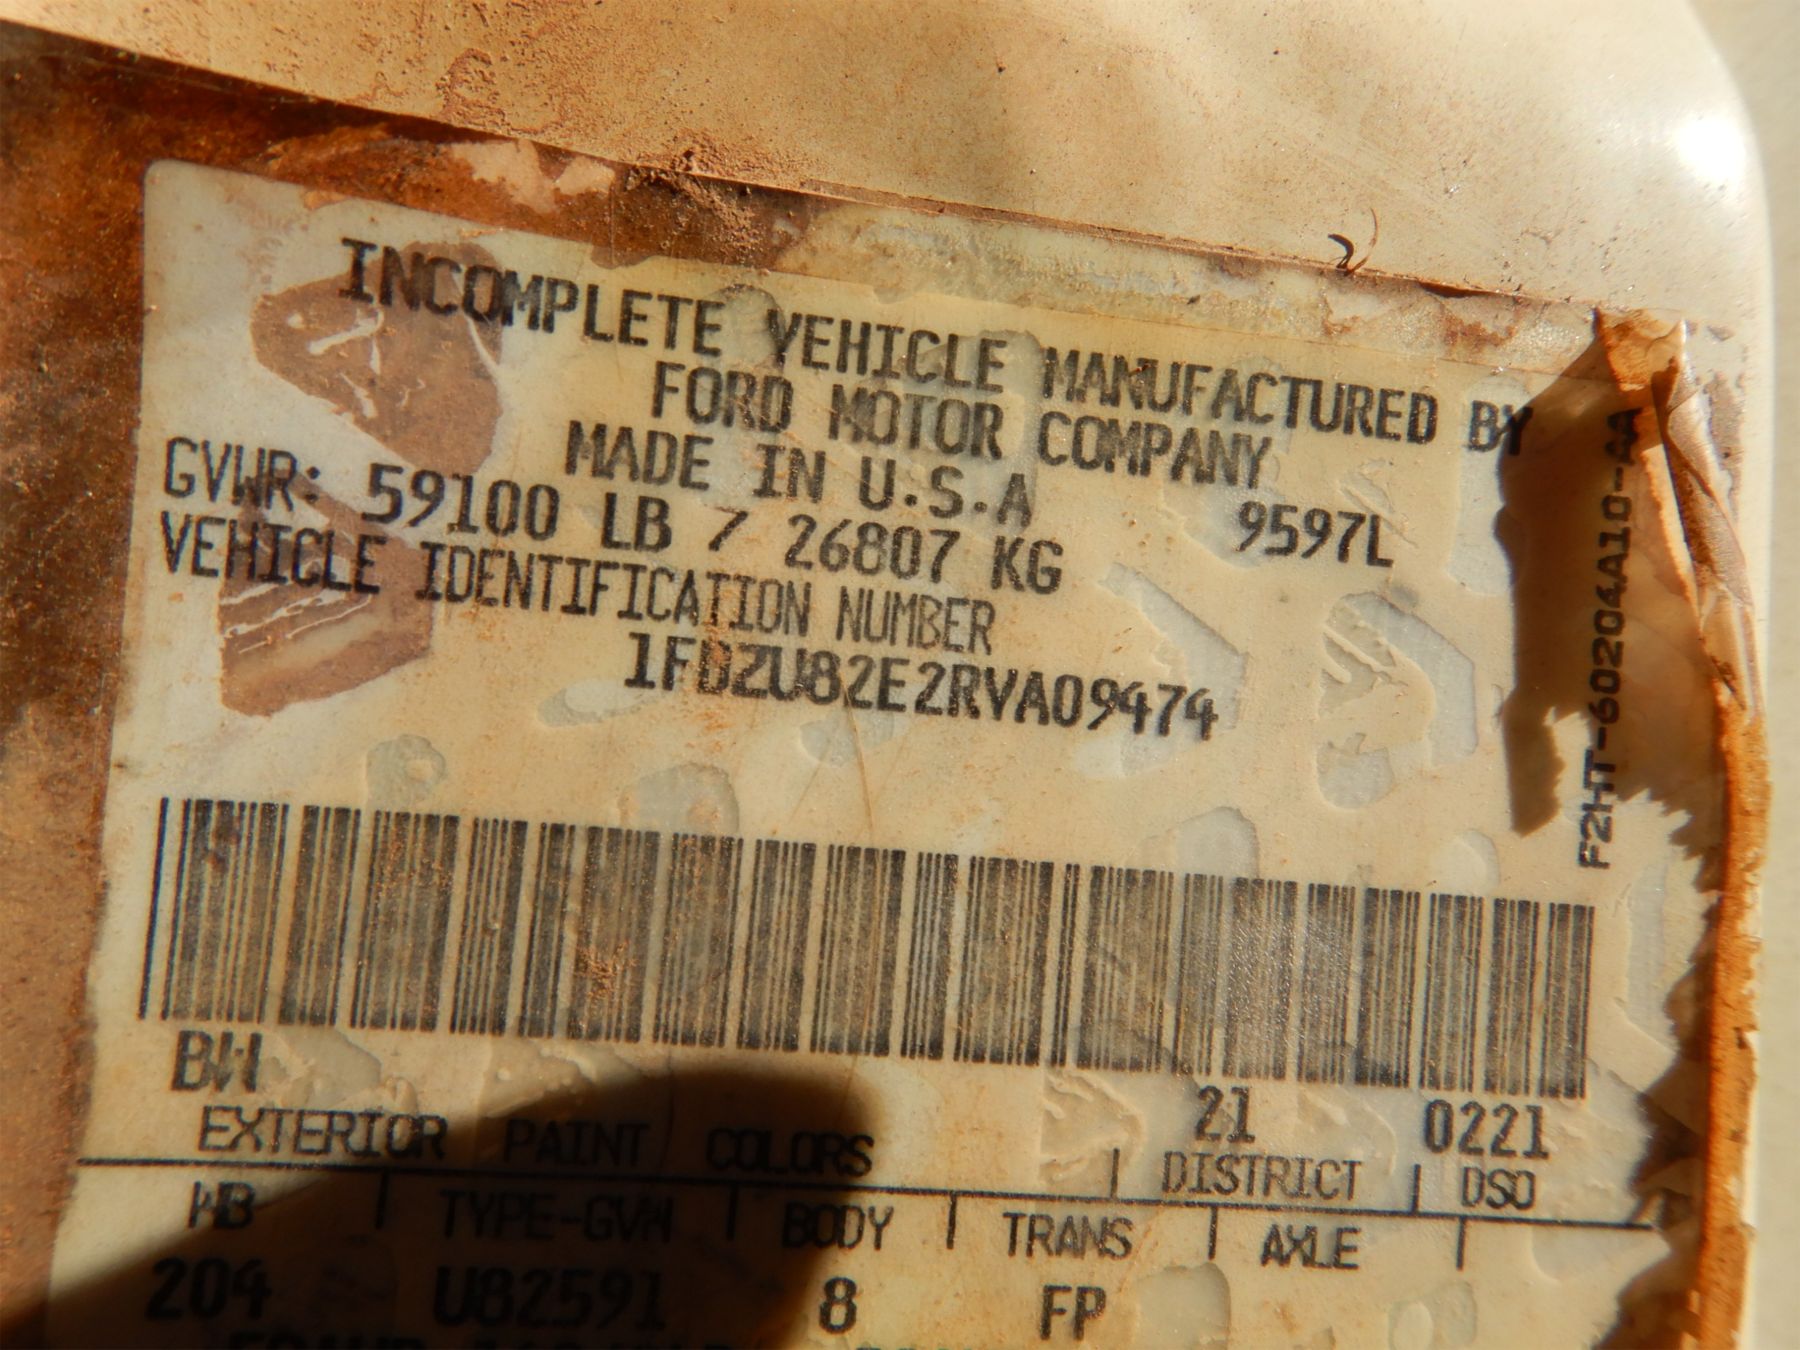 INCOMPLETE VEHICLE MANUFACTURED BY
FORD MOTOR COMPANY
MADE IN U.S.A
GVWR: 59100 LB / 26807 KG 9597L
VEHICLE IDENTIFICATION NUMBER
1FDZU82E2RVA09474
F2HT-60204A10-AA
BW 21 0221
EXTERIOR PAINT COLORS DISTRICT DSO
WB TYPE-GVW BODY TRANS AXLE
204 U82591 8 FP